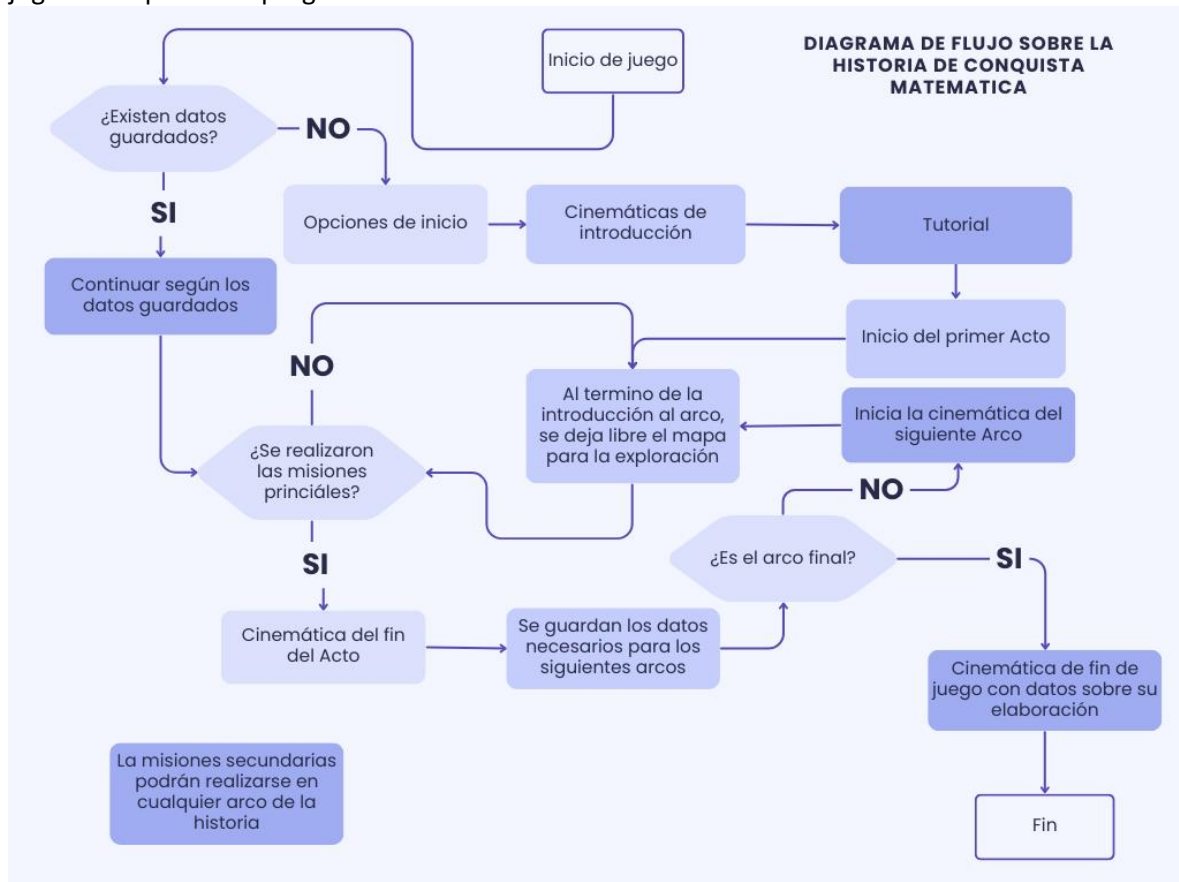 Inicio de juego
DIAGRAMA DE FLUJO SOBRE LA
HISTORIA DE CONQUISTA
MATEMATICA
¿Existen datos
guardados?
NO
SI
Opciones de inicio
Cinemáticas de
introducción
Tutorial
Continuar según los
datos guardados
Inicio del primer Acto
NO
Al termino de la
introducción al arco,
se deja libre el mapa
para la exploración
Inicia la cinemática del
siguiente Arco
¿Se realizaron
las misiones
princiáles?
NO
SI
¿Es el arco final?
SI
Cinemática del fin
del Acto
Se guardan los datos
necesarios para los
siguientes arcos
Cinemática de fin de
juego con datos sobre su
elaboración
La misiones secundarias
podrán realizarse en
cualquier arco de la
historia
Fin